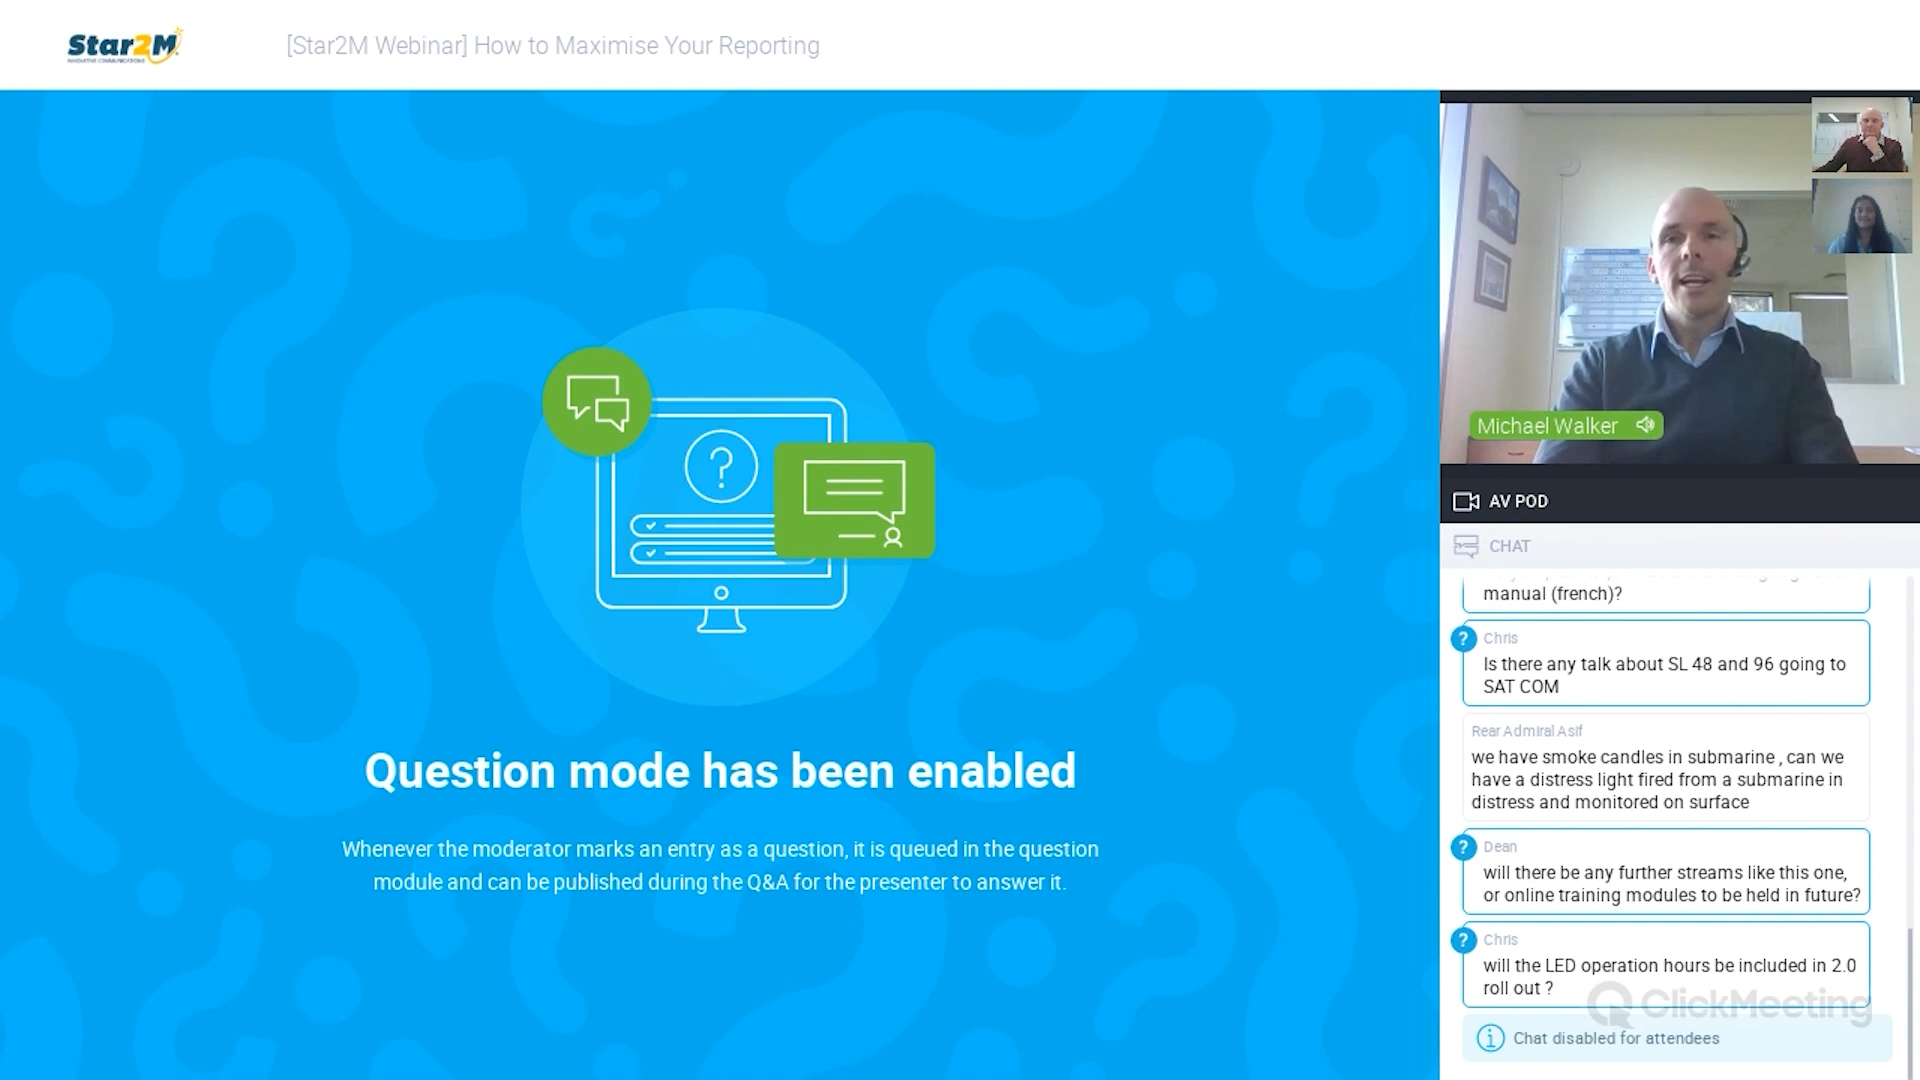 Star2M
INNOVATIVE COMMUNICATIONS
[Star2M Webinar] How to Maximise Your Reporting
Question mode has been enabled
Whenever the moderator marks an entry as a question, it is queued in the question
module and can be published during the Q&A for the presenter to answer it.
Michael Walker
AV POD
CHAT
manual (french)?
Chris
Is there any talk about SL 48 and 96 going to
SAT COM
Rear Admiral Asif
we have smoke candles in submarine , can we
have a distress light fired from a submarine in
distress and monitored on surface
Dean
will there be any further streams like this one,
or online training modules to be held in future?
Chris
will the LED operation hours be included in 2.0
roll out ?
ClickMeeting
Chat disabled for attendees